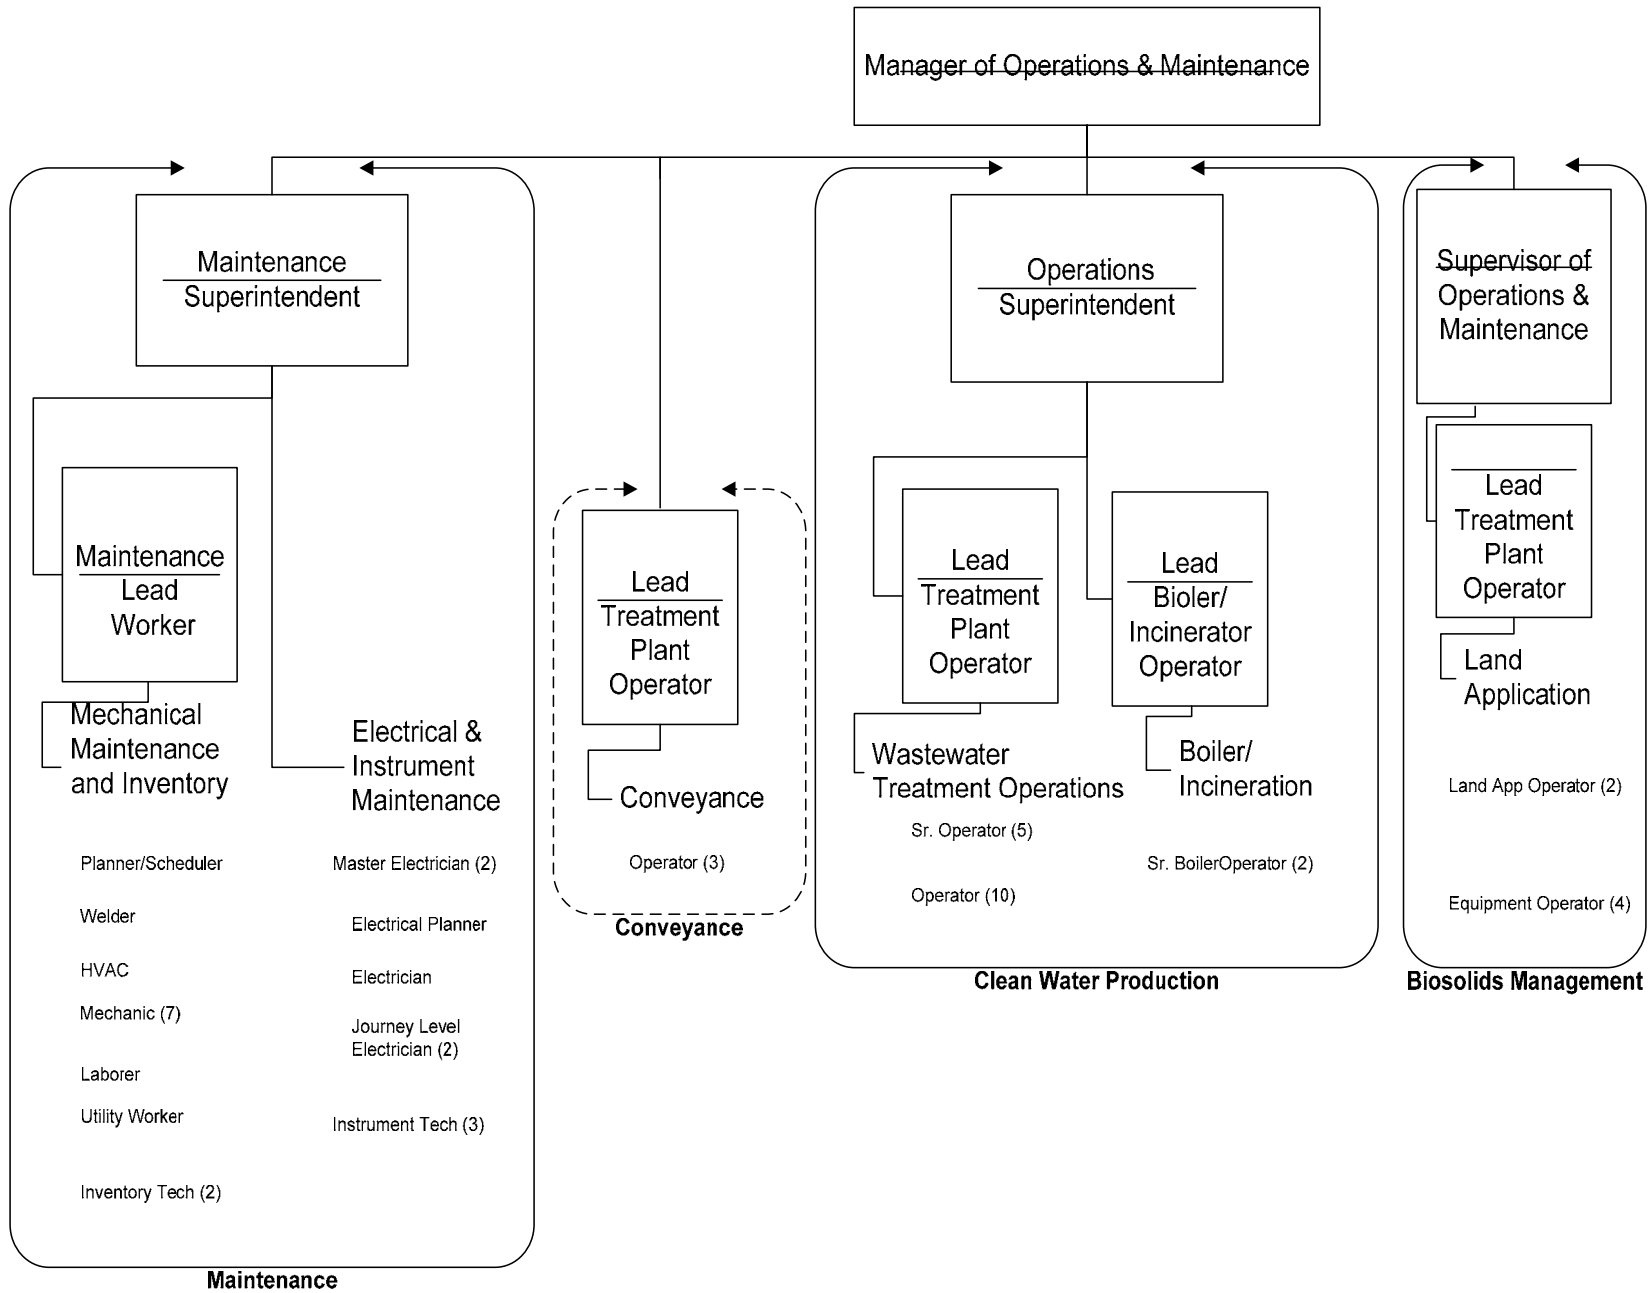 Manager of Operations & Maintenance
Maintenance
Superintendent
Operations
Superintendent
Supervisor of
Operations &
Maintenance
Maintenance
Lead
Worker
Lead
Treatment
Plant
Operator
Lead
Treatment
Plant
Operator
Lead
Bioler/
Incinerator
Operator
Lead
Treatment
Plant
Operator
Mechanical
Maintenance
and Inventory
Electrical &
Instrument
Maintenance
Conveyance
Wastewater
Treatment Operations
Boiler/
Incineration
Land
Application
Planner/Scheduler
Welder
HVAC
Mechanic (7)
Laborer
Utility Worker
Inventory Tech (2)
Master Electrician (2)
Electrical Planner
Electrician
Journey Level
Electrician (2)
Instrument Tech (3)
Operator (3)
Sr. Operator (5)
Operator (10)
Sr. BoilerOperator (2)
Land App Operator (2)
Equipment Operator (4)
Maintenance
Conveyance
Clean Water Production
Biosolids Management